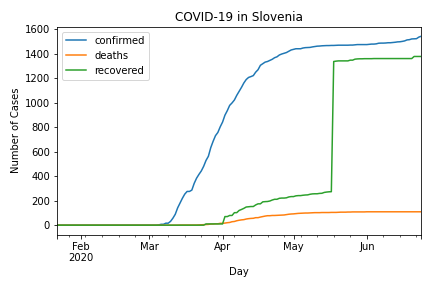 COVID-19 in Slovenia
confirmed
deaths
recovered
Number of Cases
1600
1400
1200
1000
800
600
400
200
0
Feb
2020
Mar
Apr
May
Jun
Day